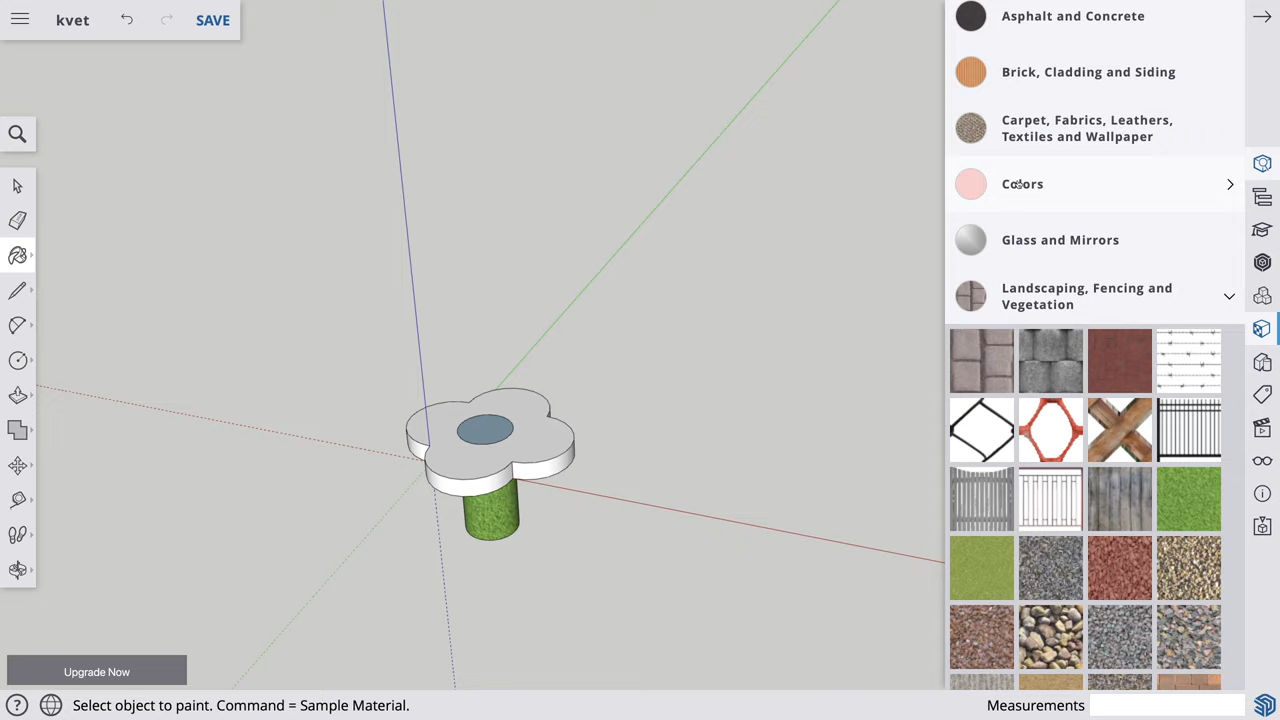 kvet
SAVE
Asphalt and Concrete
Brick, Cladding and Siding
Carpet, Fabrics, Leathers,
Textiles and Wallpaper
Colors
Glass and Mirrors
Landscaping, Fencing and
Vegetation
Upgrade Now
Select object to paint. Command = Sample Material.
Measurements